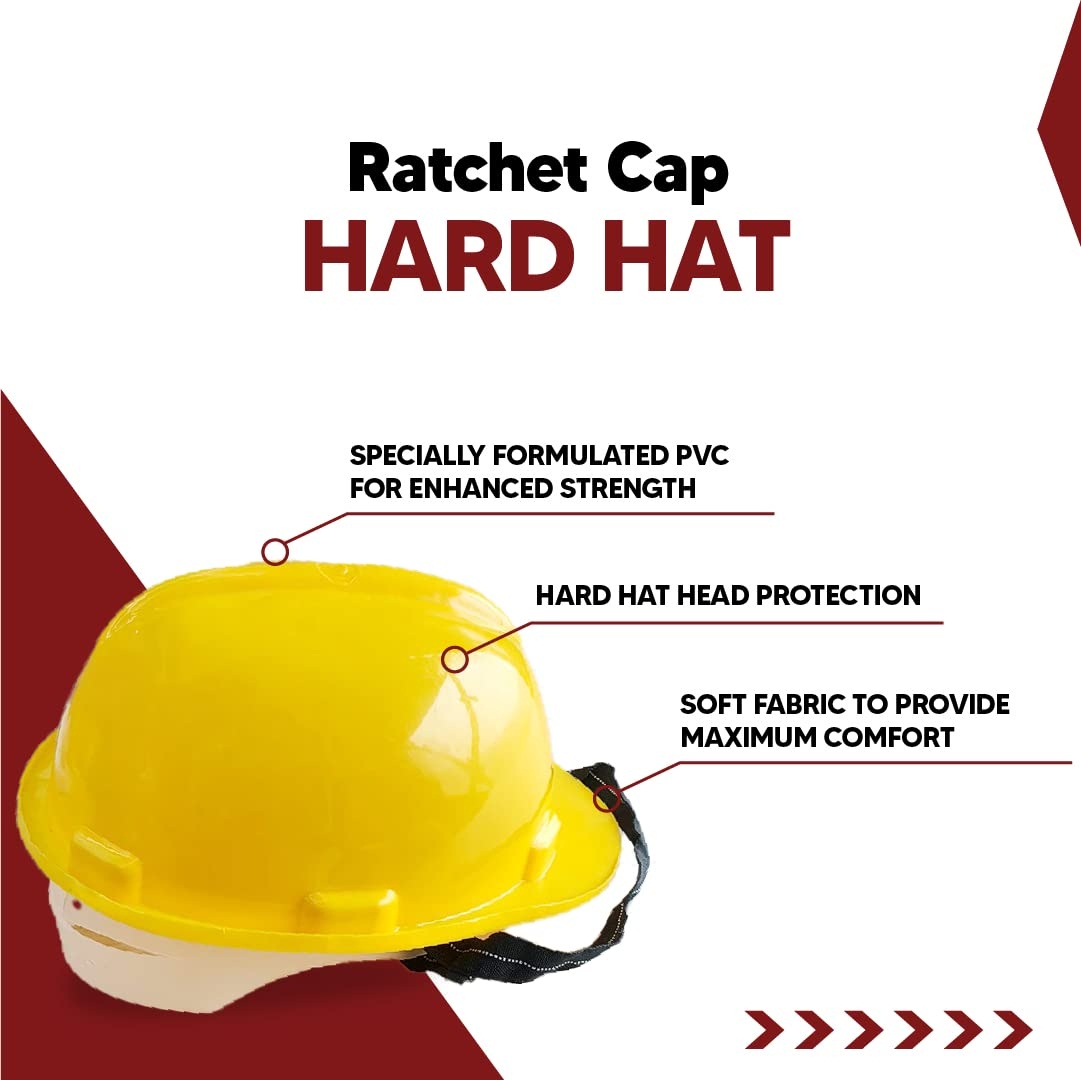 Ratchet Cap
HARD HAT
SPECIALLY FORMULATED PVC
FOR ENHANCED STRENGTH
HARD HAT HEAD PROTECTION
SOFT FABRIC TO PROVIDE
MAXIMUM COMFORT